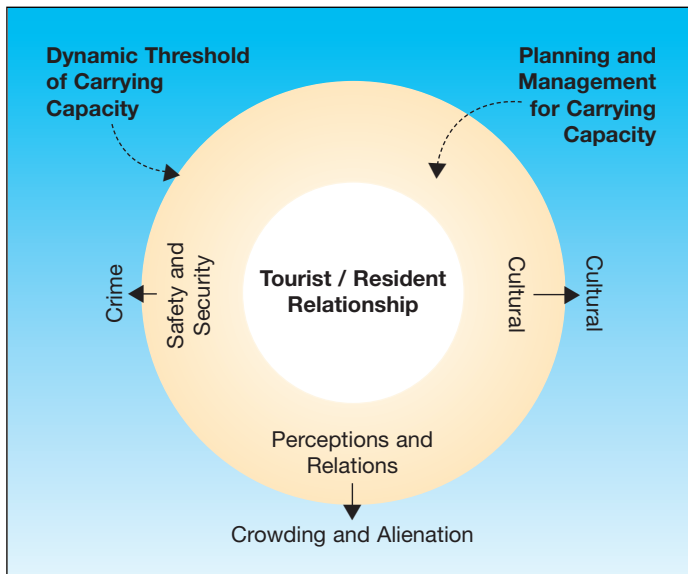 Dynamic Threshold
of Carrying
Capacity
Planning and
Management
for Carrying
Capacity
Crime
Safety and
Security
Tourist / Resident
Relationship
Cultural
Cultural
Perceptions and
Relations
Crowding and Alienation